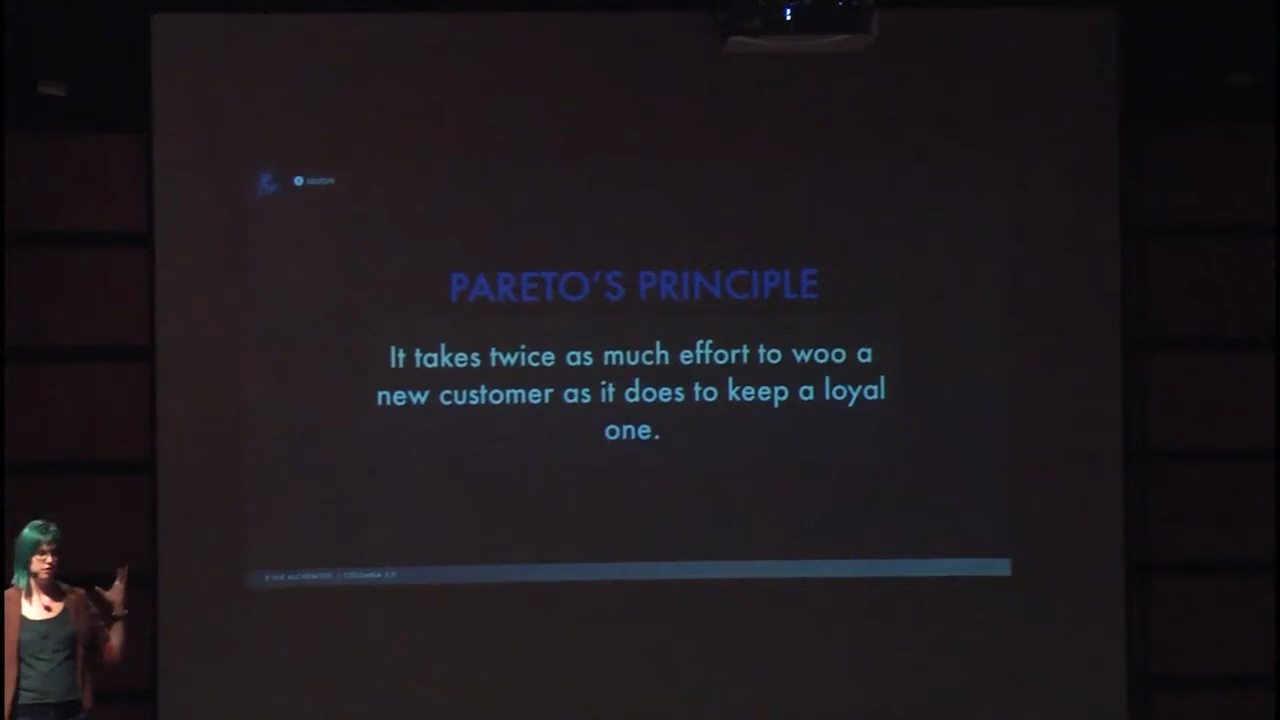 PARETO'S PRINCIPLE
It takes twice as much effort to woo a
new customer as it does to keep a loyal
one.